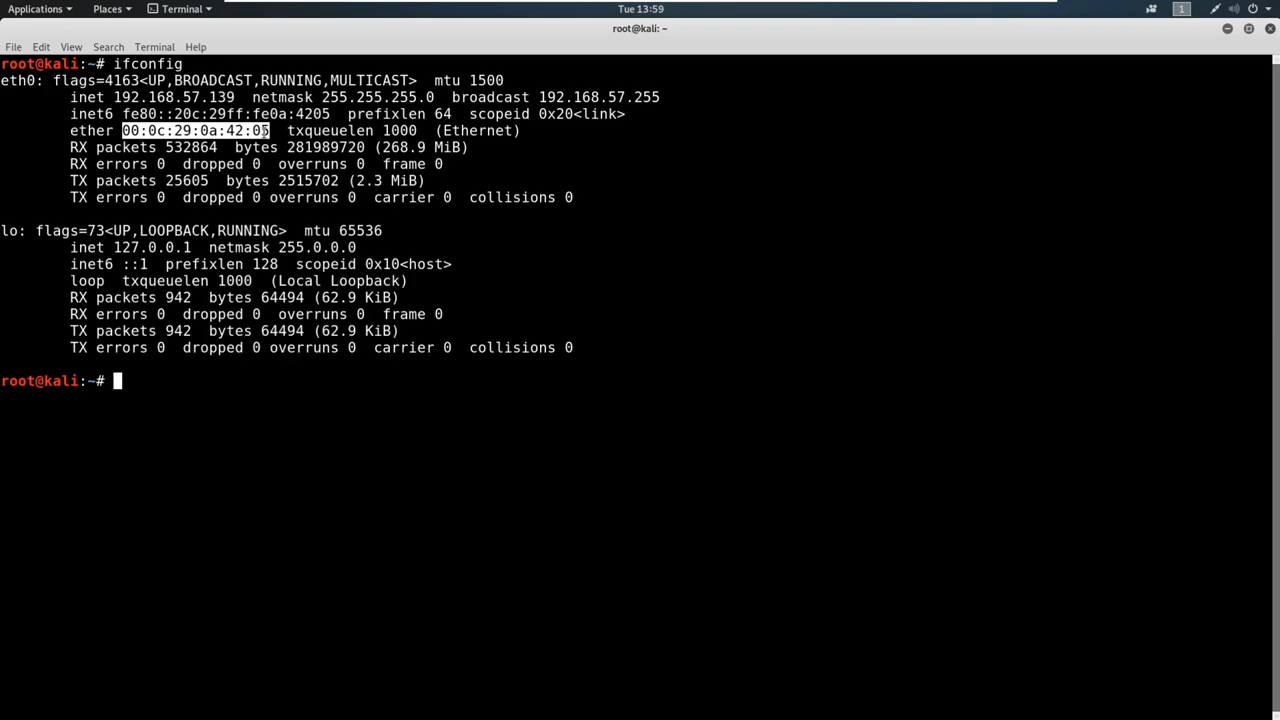 Applications Places Terminal Tue 13:59 1
root@kali: ~
File Edit View Search Terminal Help
root@kali:~# ifconfig
eth0: flags=4163<UP,BROADCAST,RUNNING,MULTICAST>  mtu 1500
        inet 192.168.57.139  netmask 255.255.255.0  broadcast 192.168.57.255
        inet6 fe80::20c:29ff:fe0a:4205  prefixlen 64  scopeid 0x20<link>
        ether 00:0c:29:0a:42:05  txqueuelen 1000  (Ethernet)
        RX packets 532864  bytes 281989720 (268.9 MiB)
        RX errors 0  dropped 0  overruns 0  frame 0
        TX packets 25605  bytes 2515702 (2.3 MiB)
        TX errors 0  dropped 0 overruns 0  carrier 0  collisions 0
lo: flags=73<UP,LOOPBACK,RUNNING>  mtu 65536
        inet 127.0.0.1  netmask 255.0.0.0
        inet6 ::1  prefixlen 128  scopeid 0x10<host>
        loop  txqueuelen 1000  (Local Loopback)
        RX packets 942  bytes 64494 (62.9 KiB)
        RX errors 0  dropped 0  overruns 0  frame 0
        TX packets 942  bytes 64494 (62.9 KiB)
        TX errors 0  dropped 0 overruns 0  carrier 0  collisions 0
root@kali:~#